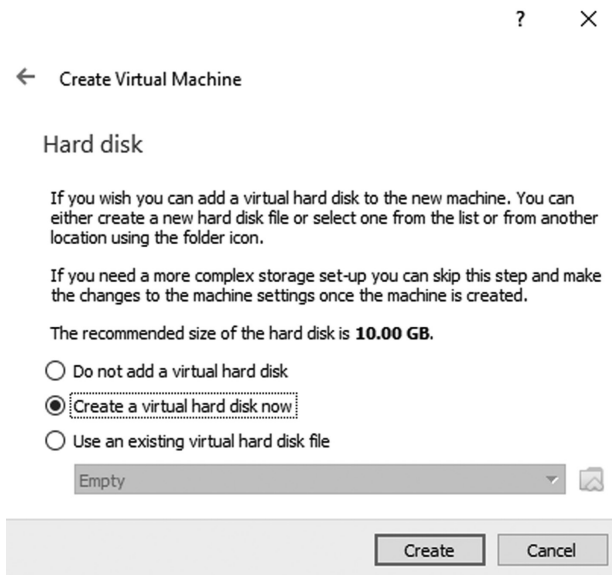 ?
Create Virtual Machine
Hard disk
If you wish you can add a virtual hard disk to the new machine. You can
either create a new hard disk file or select one from the list or from another
location using the folder icon.
If you need a more complex storage set-up you can skip this step and make
the changes to the machine settings once the machine is created.
The recommended size of the hard disk is 10.00 GB.
Do not add a virtual hard disk
Create a virtual hard disk now
Use an existing virtual hard disk file
Empty
Create Cancel